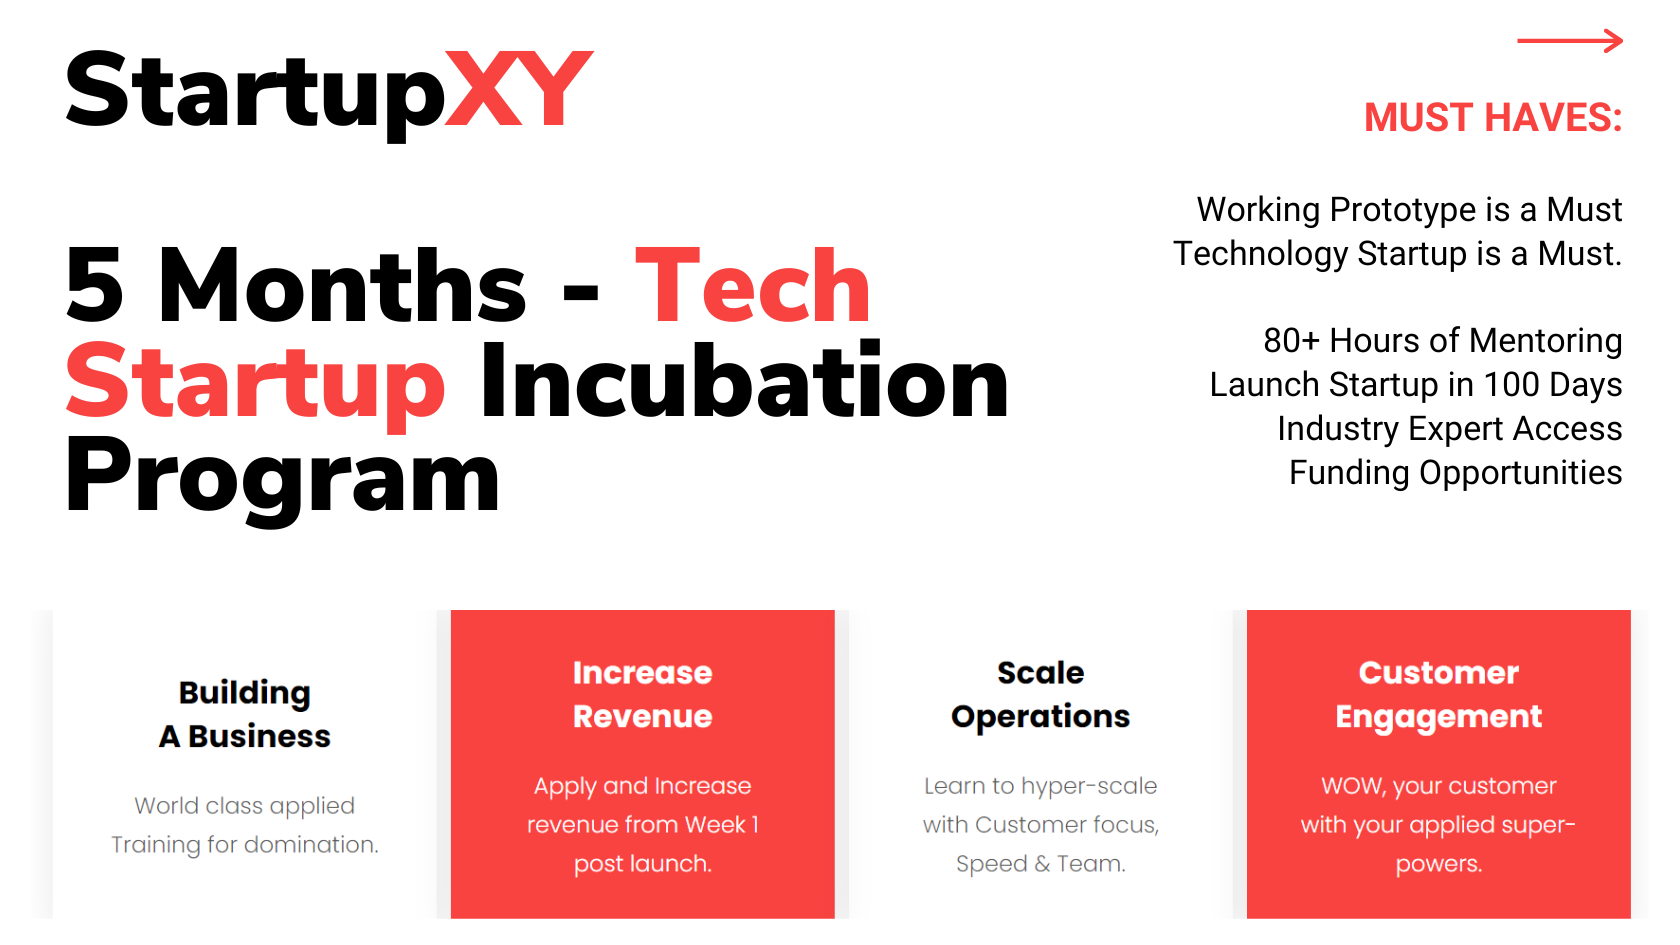 StartupXY
5 Months - Tech
Startup Incubation
Program
MUST HAVES:
Working Prototype is a Must
Technology Startup is a Must.
80+ Hours of Mentoring
Launch Startup in 100 Days
Industry Expert Access
Funding Opportunities
Building
A Business
World class applied
Training for domination.
Increase
Revenue
Apply and Increase
revenue from Week 1
post launch.
Scale
Operations
Learn to hyper-scale
with Customer focus,
Speed & Team.
Customer
Engagement
WOW, your customer
with your applied super-
powers.